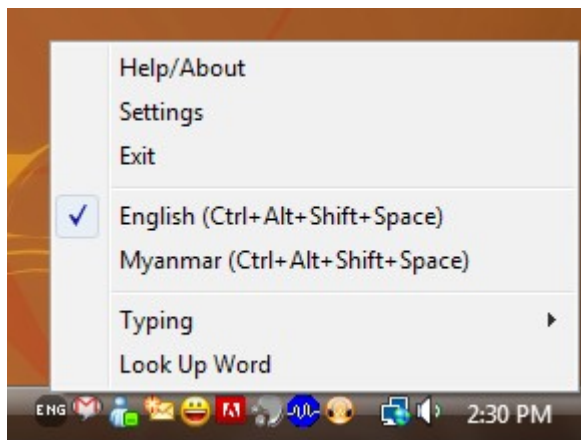 Help/About
Settings
Exit
English (Ctrl+Alt+Shift+Space)
Myanmar (Ctrl+Alt+Shift+Space)
Typing
Look Up Word
ENG
2:30 PM